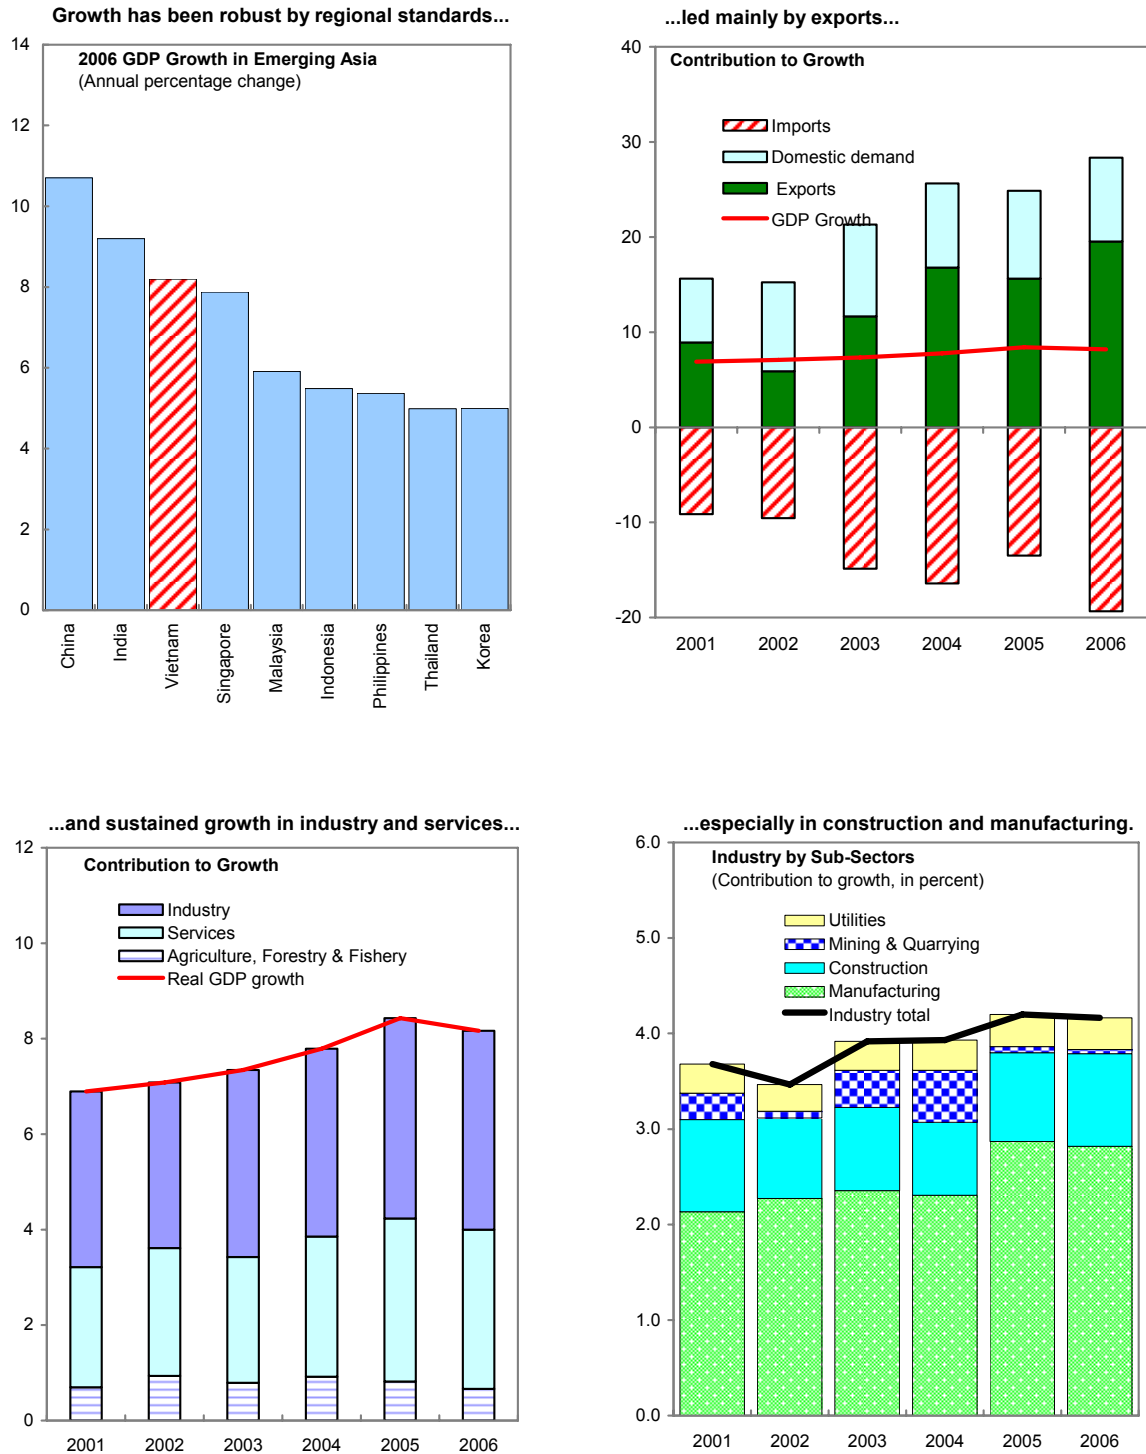 Growth has been robust by regional standards...
2006 GDP Growth in Emerging Asia
(Annual percentage change)
14
12
10
8
6
4
2
0
China
India
Vietnam
Singapore
Malaysia
Indonesia
Philippines
Thailand
Korea
...led mainly by exports...
Contribution to Growth
Imports
Domestic demand
Exports
GDP Growth
40
30
20
10
0
-10
-20
2001 2002 2003 2004 2005 2006
...and sustained growth in industry and services...
Contribution to Growth
Industry
Services
Agriculture, Forestry & Fishery
Real GDP growth
12
10
8
6
4
2
0
2001 2002 2003 2004 2005 2006
...especially in construction and manufacturing.
Industry by Sub-Sectors
(Contribution to growth, in percent)
Utilities
Mining & Quarrying
Construction
Manufacturing
Industry total
6.0
5.0
4.0
3.0
2.0
1.0
0.0
2001 2002 2003 2004 2005 2006